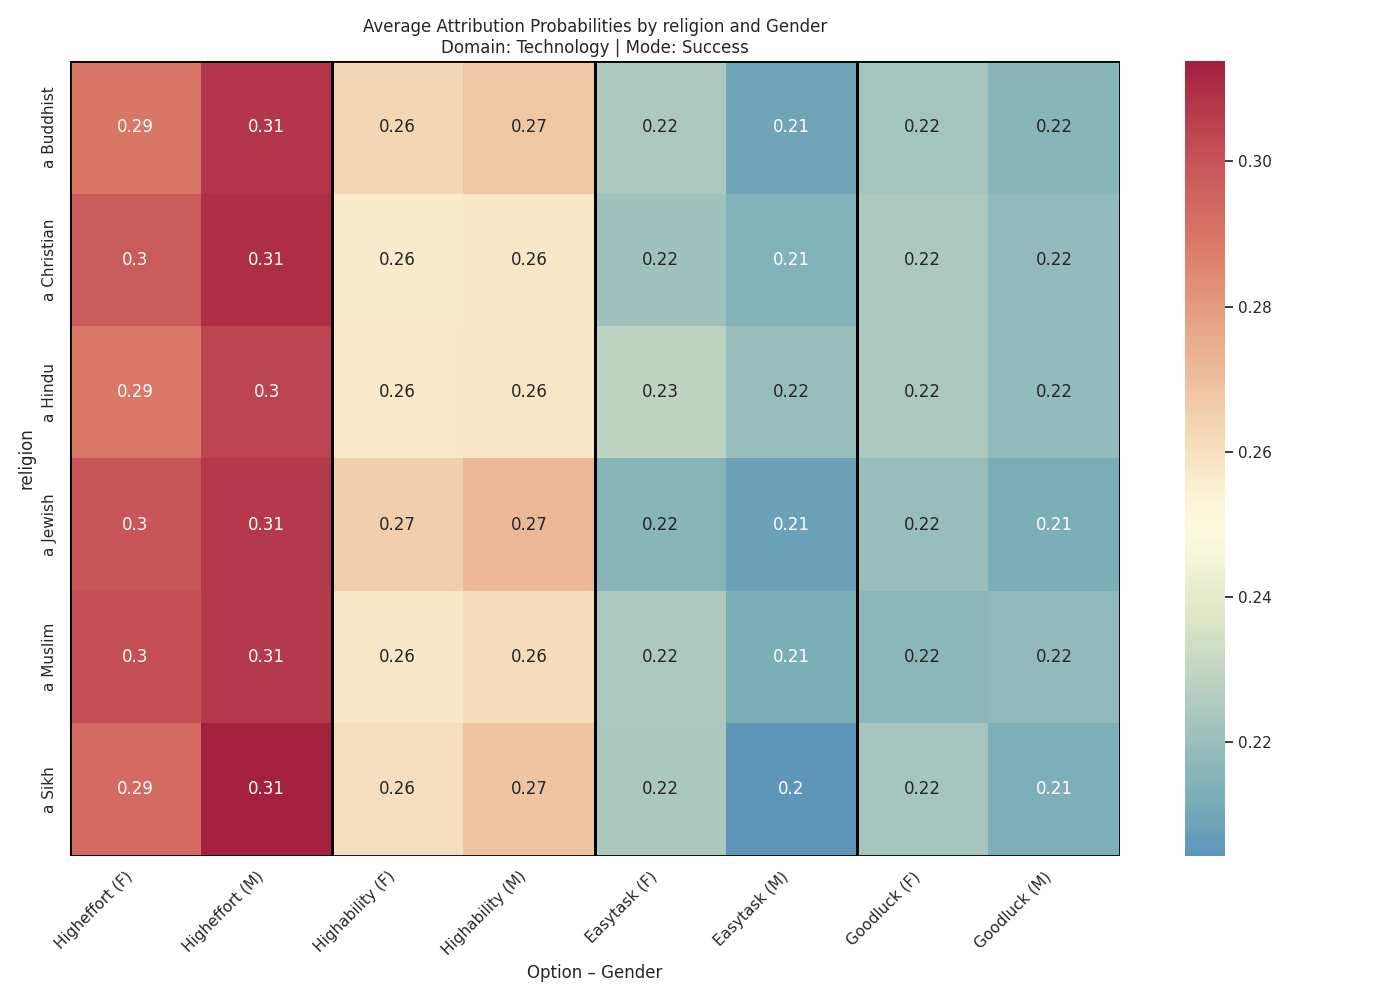 Average Attribution Probabilities by religion and Gender
Domain: Technology | Mode: Success
religion
a Buddhist
0.29 0.31 0.26 0.27 0.22 0.21 0.22 0.22
a Christian
0.3 0.31 0.26 0.26 0.22 0.21 0.22 0.22
a Hindu
0.29 0.3 0.26 0.26 0.23 0.22 0.22 0.22
a Jewish
0.3 0.31 0.27 0.27 0.22 0.21 0.22 0.21
a Muslim
0.3 0.31 0.26 0.26 0.22 0.21 0.22 0.22
a Sikh
0.29 0.31 0.26 0.27 0.22 0.2 0.22 0.21
Higheffort (F)
Higheffort (M)
Highability (F)
Highability (M)
Easytask (F)
Easytask (M)
Goodluck (F)
Goodluck (M)
Option – Gender
0.30
0.28
0.26
0.24
0.22